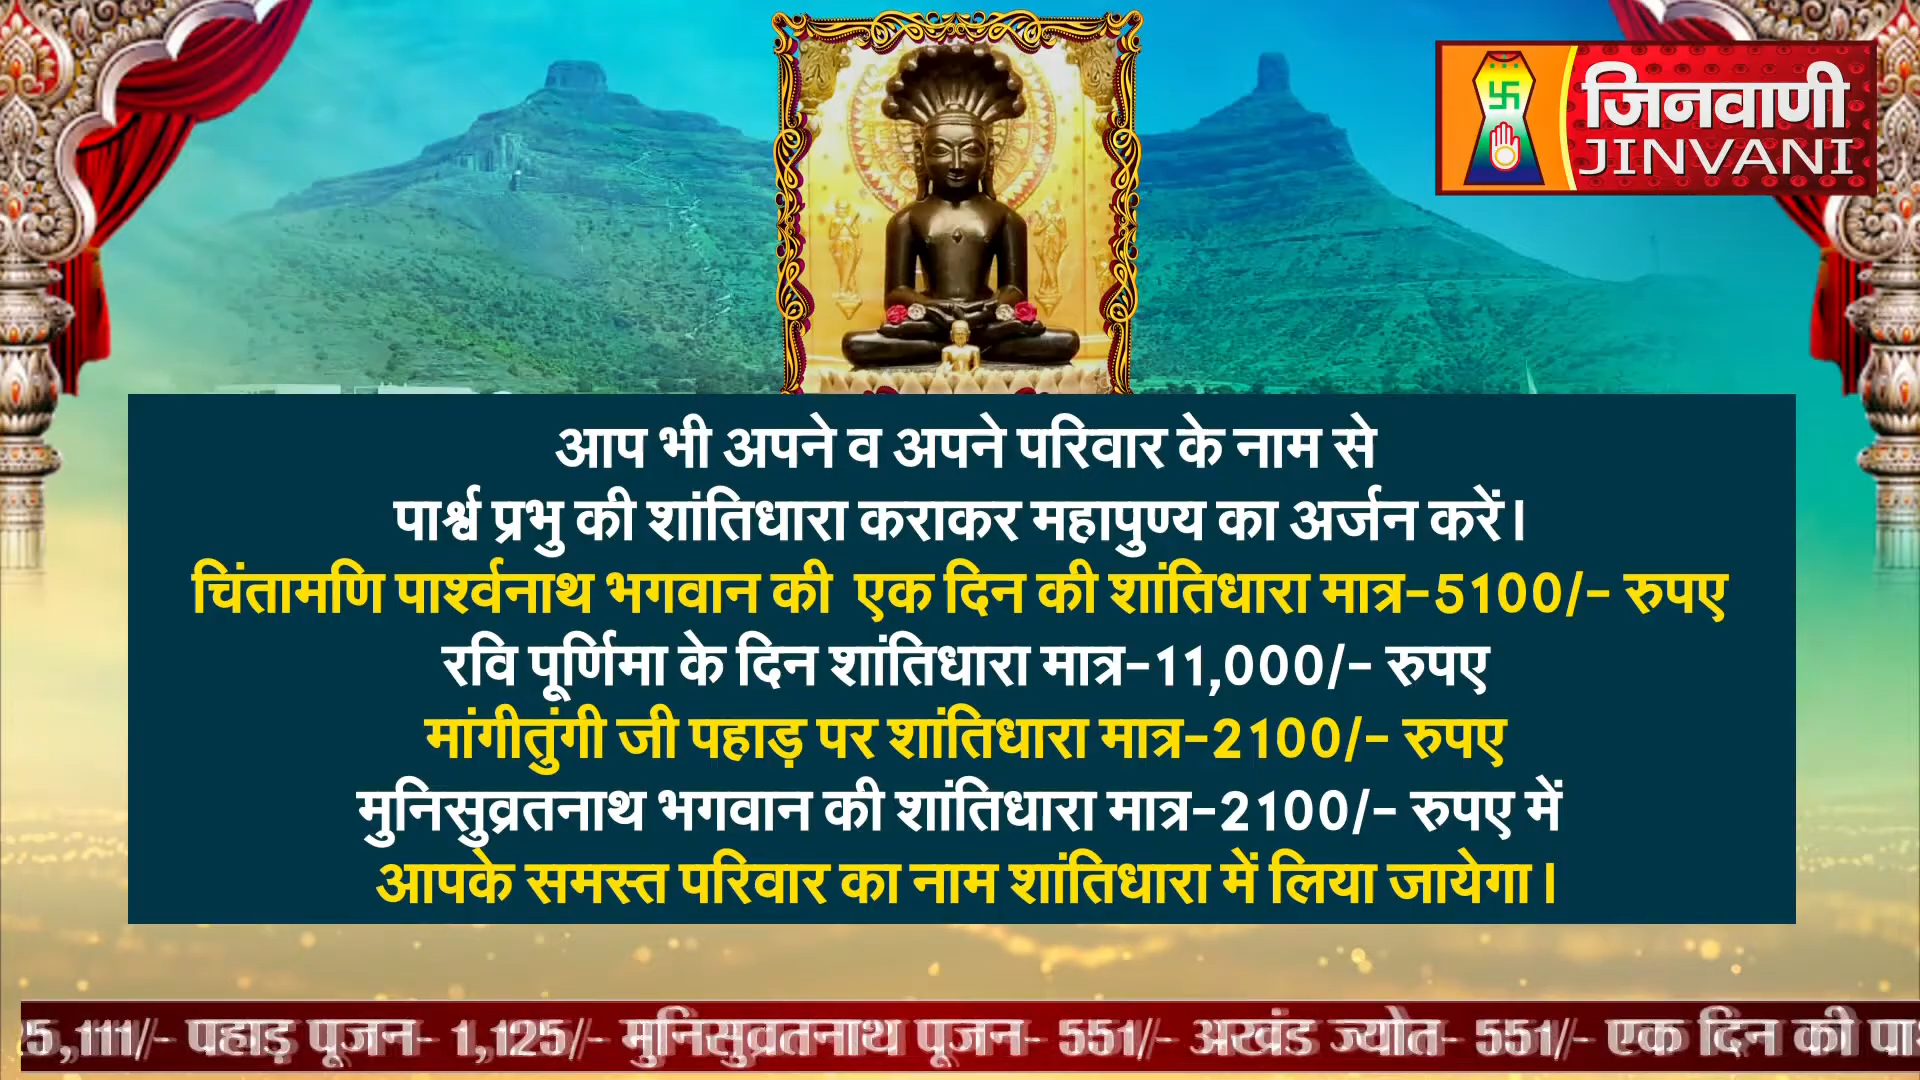 जिनवाणी
JINVANI
आप भी अपने व अपने परिवार के नाम से
पार्श्व प्रभु की शांतिधारा कराकर महापुण्य का अर्जन करें।
चिंतामणि पार्श्वनाथ भगवान की एक दिन की शांतिधारा मात्र-5100/- रुपए
रवि पूर्णिमा के दिन शांतिधारा मात्र-11,000/- रुपए
मांगीतुंगी जी पहाड़ पर शांतिधारा मात्र-2100/- रुपए
मुनिसुव्रतनाथ भगवान की शांतिधारा मात्र-2100/- रुपए में
आपके समस्त परिवार का नाम शांतिधारा में लिया जायेगा।
5,111/- पहाड़ पूजन- 1,125/- मुनिसुव्रतनाथ पूजन- 551/- अखंड ज्योत- 551/- एक दिन की